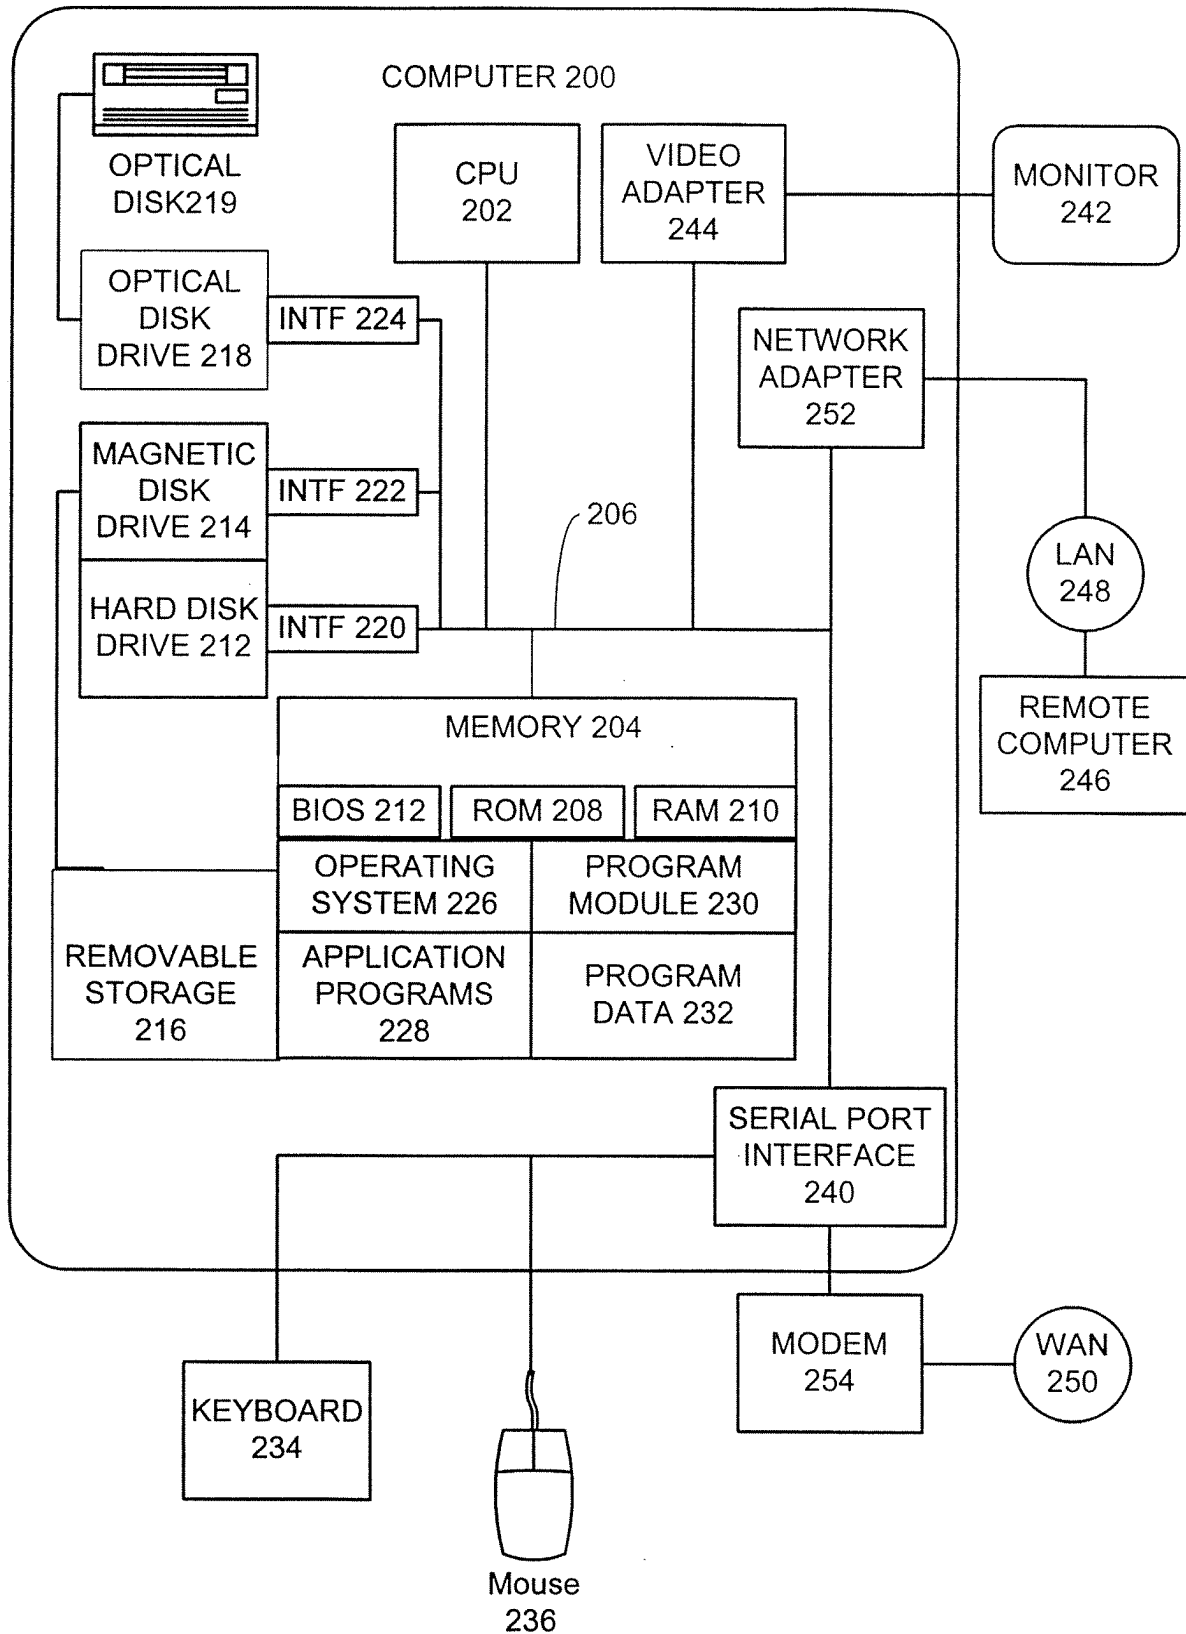 COMPUTER 200
OPTICAL
DISK219
CPU
202
VIDEO
ADAPTER
244
MONITOR
242
OPTICAL
DISK
DRIVE 218
INTF 224
NETWORK
ADAPTER
252
MAGNETIC
DISK
DRIVE 214
INTF 222
206
LAN
248
HARD DISK
DRIVE 212
INTF 220
REMOTE
COMPUTER
246
MEMORY 204
BIOS 212
ROM 208
RAM 210
OPERATING
SYSTEM 226
PROGRAM
MODULE 230
REMOVABLE
STORAGE
216
APPLICATION
PROGRAMS
228
PROGRAM
DATA 232
SERIAL PORT
INTERFACE
240
MODEM
254
WAN
250
KEYBOARD
234
Mouse
236